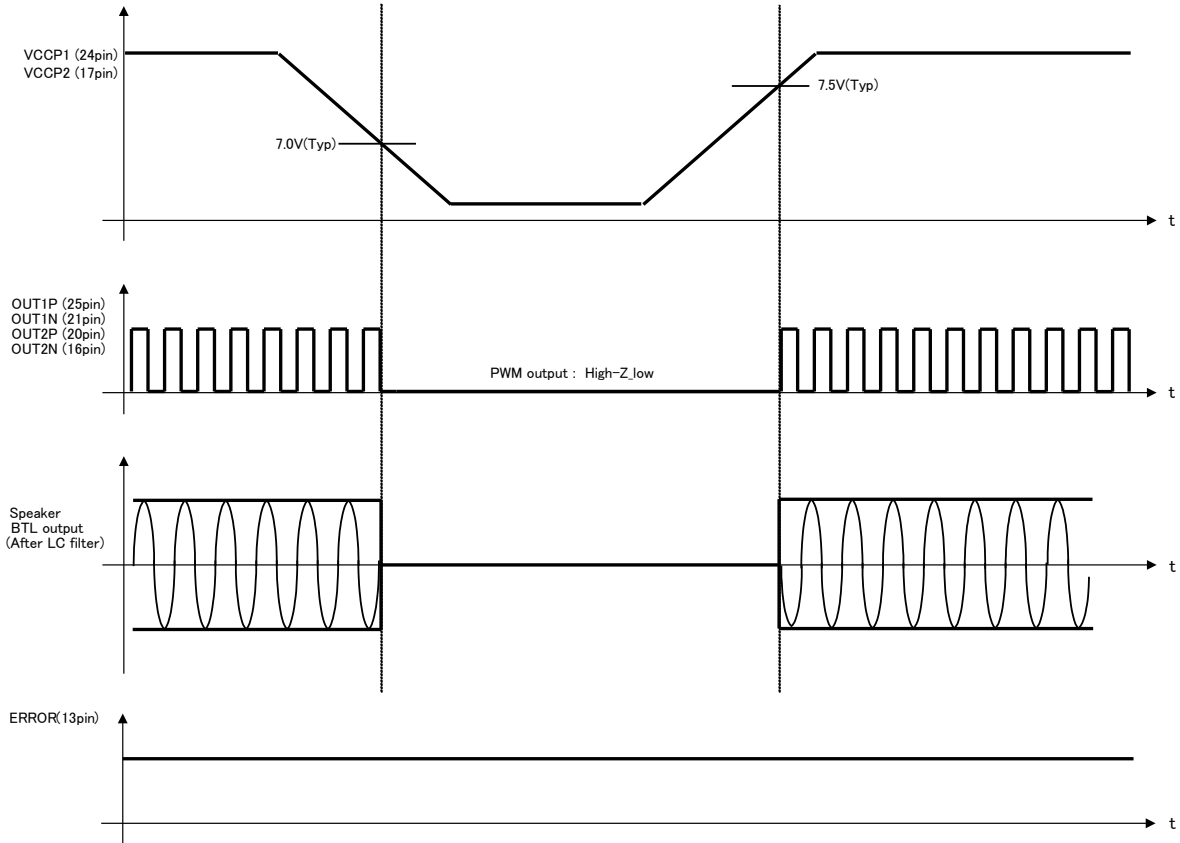 VCCP1 (24pin)
VCCP2 (17pin)
7.5V(Typ)
7.0V(Typ)
t
OUT1P (25pin)
OUT1N (21pin)
OUT2P (20pin)
OUT2N (16pin)
PWM output : High-Z_low
t
Speaker
BTL output
(After LC filter)
t
ERROR(13pin)
t